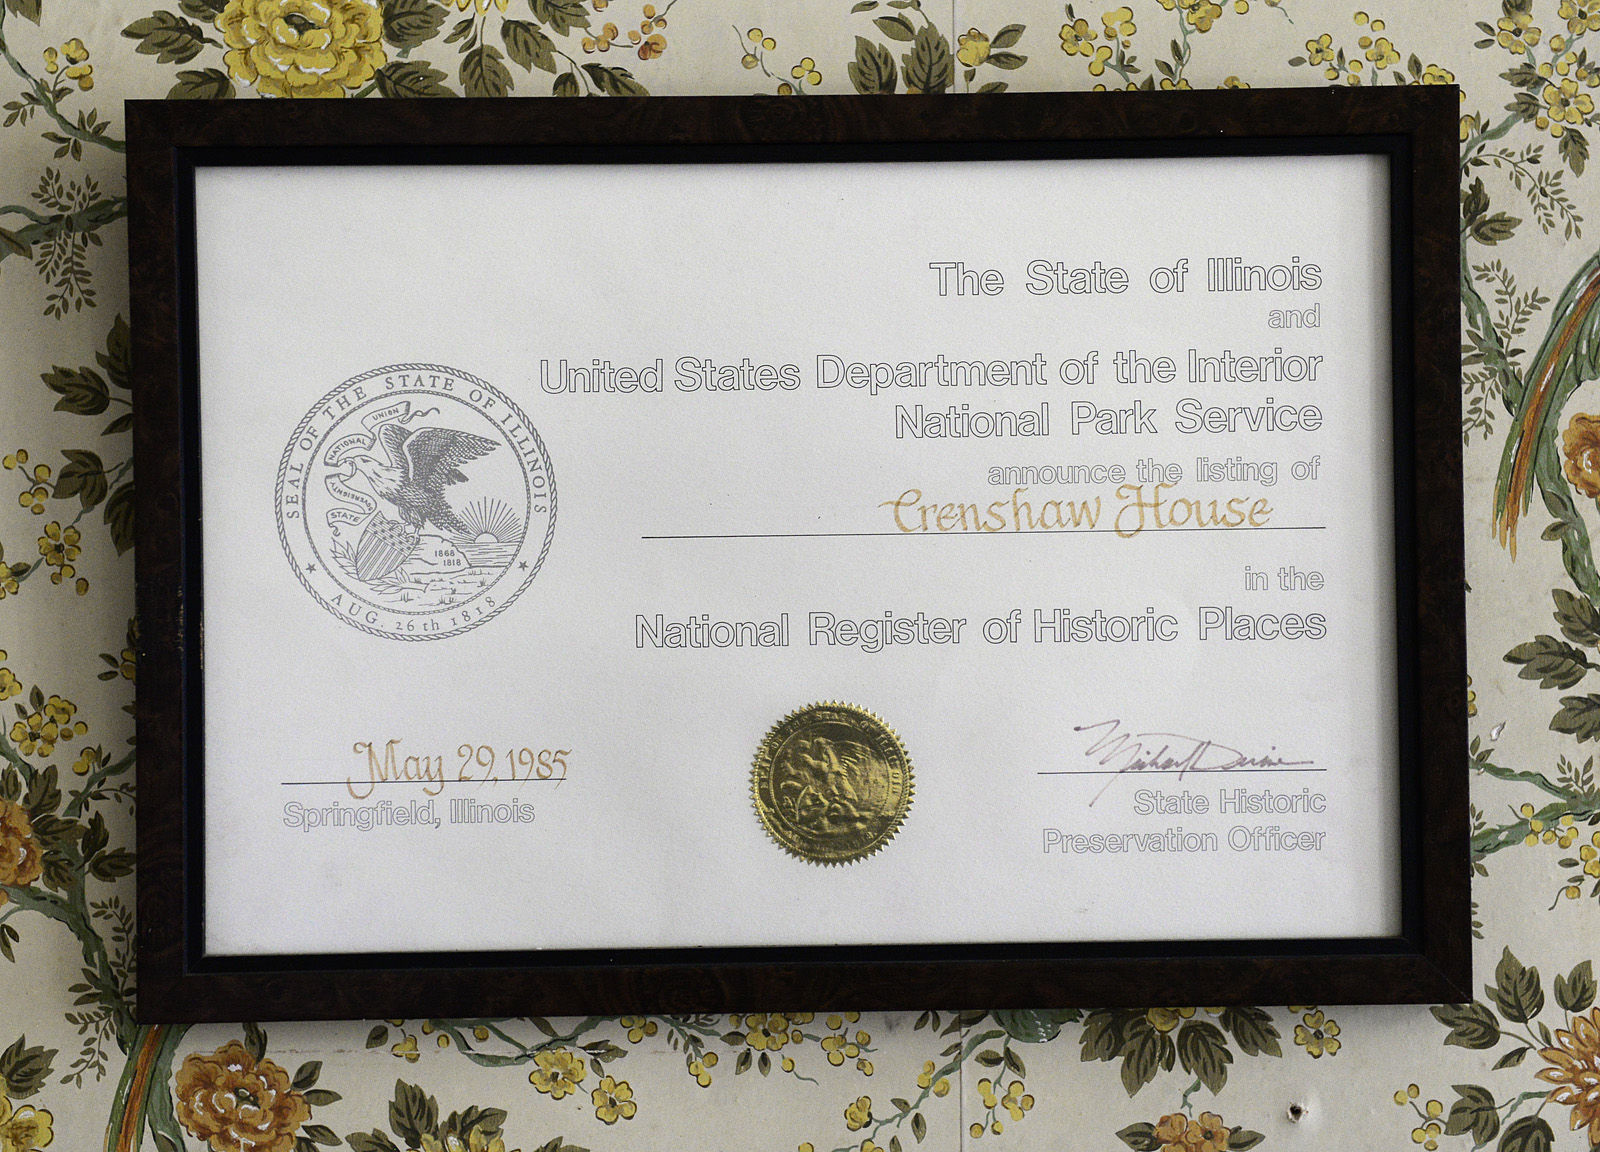 The State of Illinois
and
United States Department of the Interior
National Park Service
announce the listing of
Crenshaw House
in the
National Register of Historic Places
SEAL OF THE STATE OF ILLINOIS
UNION
NATIONAL
SOVEREIGNTY
STATE
1868
1818
AUG. 26th 1818
May 29, 1985
Springfield, Illinois
Michael Devine
State Historic
Preservation Officer